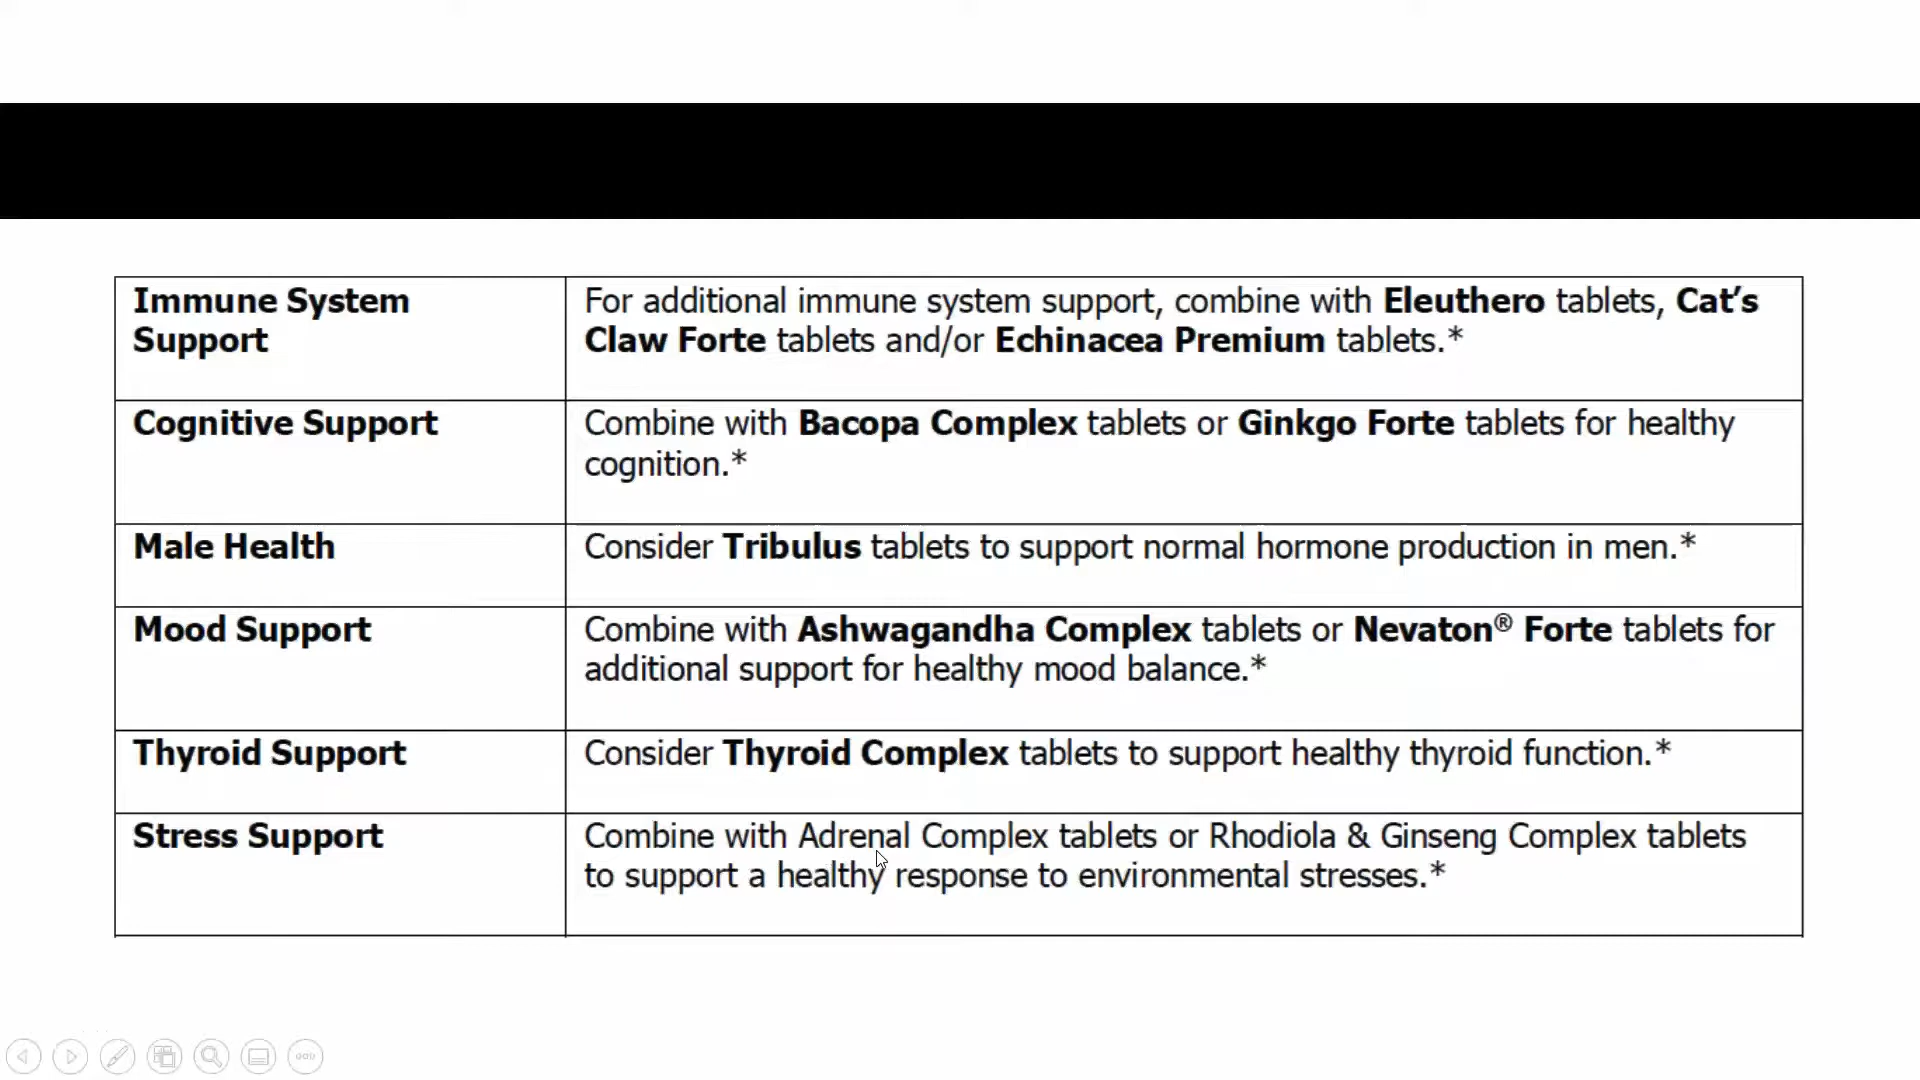 Immune System
Support
For additional immune system support, combine with Eleuthero tablets, Cat’s
Claw Forte tablets and/or Echinacea Premium tablets.*
Cognitive Support
Combine with Bacopa Complex tablets or Ginkgo Forte tablets for healthy
cognition.*
Male Health
Consider Tribulus tablets to support normal hormone production in men.*
Mood Support
Combine with Ashwagandha Complex tablets or Nevaton® Forte tablets for
additional support for healthy mood balance.*
Thyroid Support
Consider Thyroid Complex tablets to support healthy thyroid function.*
Stress Support
Combine with Adrenal Complex tablets or Rhodiola & Ginseng Complex tablets
to support a healthy response to environmental stresses.*